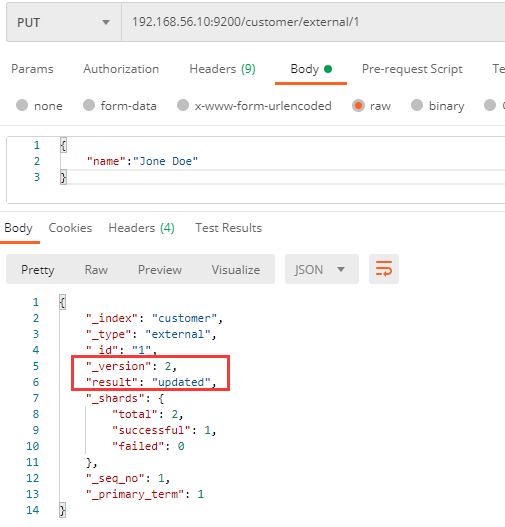 PUT 192.168.56.10:9200/customer/external/1
Params Authorization Headers (9) Body Pre-request Script Te
none form-data x-www-form-urlencoded raw binary
1 {
2 "name":"Jone Doe"
3 }
Body Cookies Headers (4) Test Results
Pretty Raw Preview Visualize JSON
1 {
2 "_index": "customer",
3 "_type": "external",
4 "_id": "1",
5 "_version": 2,
6 "result": "updated",
7 "_shards": {
8 "total": 2,
9 "successful": 1,
10 "failed": 0
11 },
12 "_seq_no": 1,
13 "_primary_term": 1
14 }